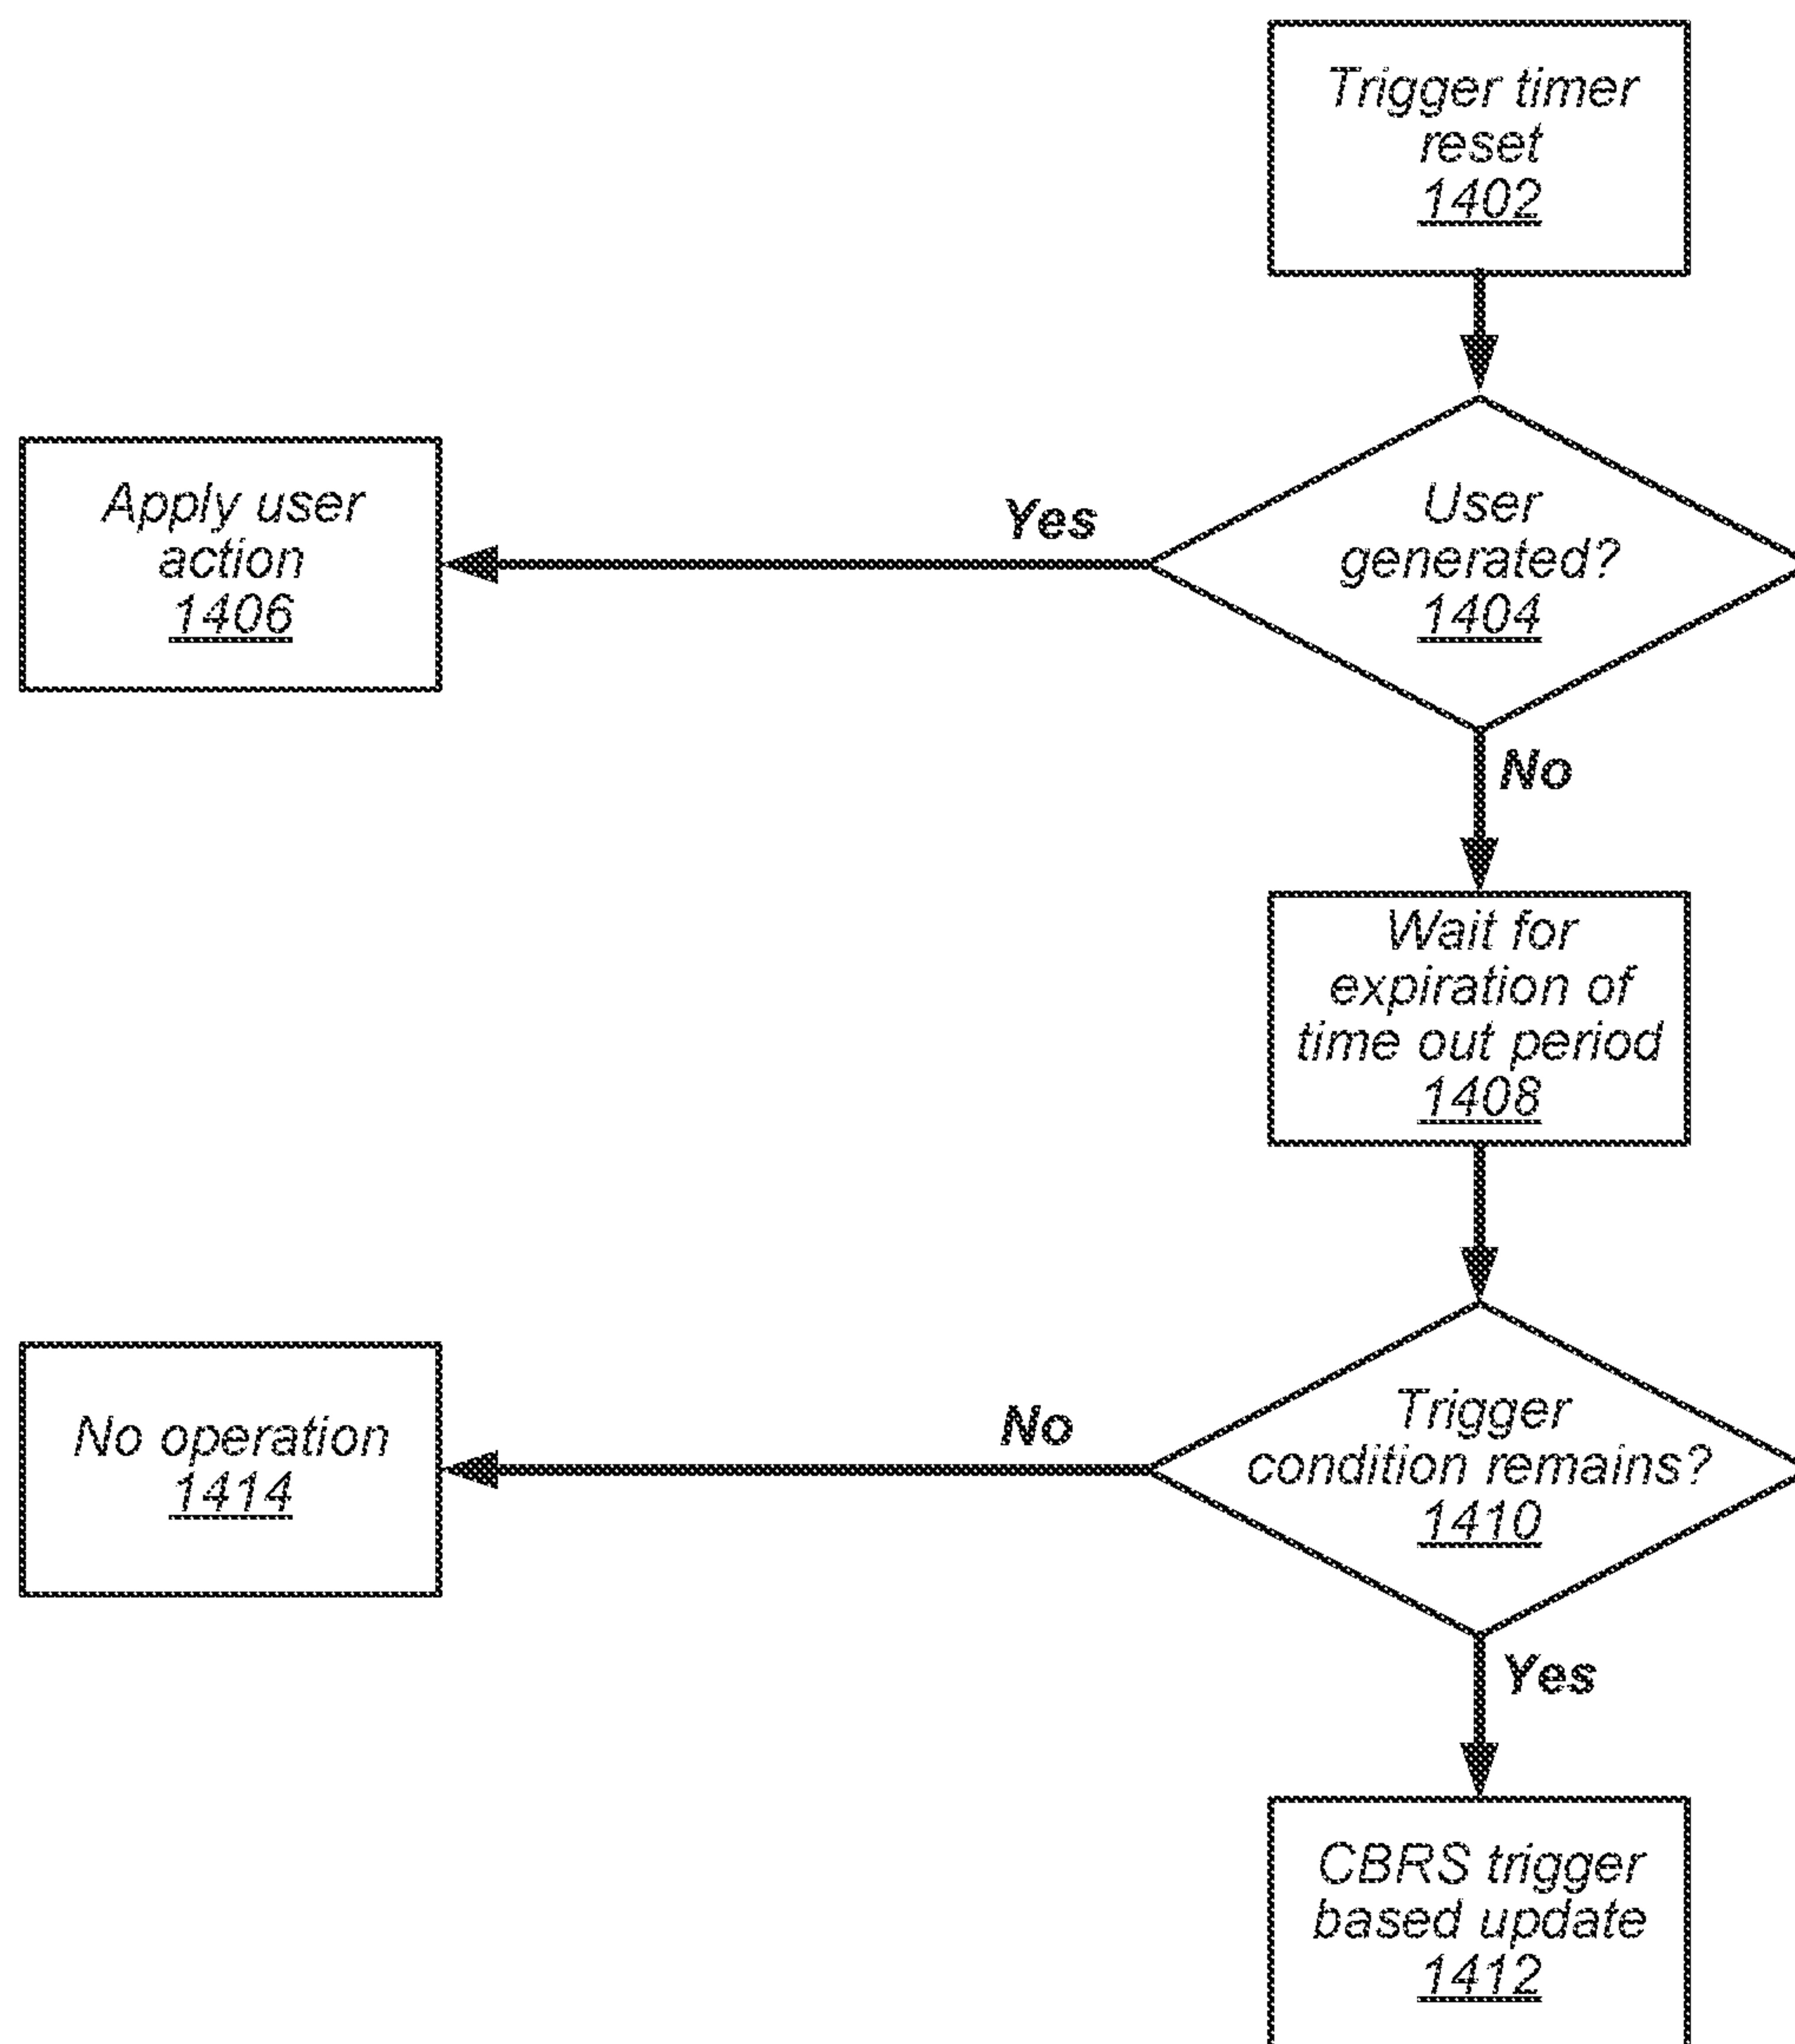 Trigger timer
reset
1402
Apply user
action
1406
Yes
User
generated?
1404
No
Wait for
expiration of
time out period
1408
No operation
1414
No
Trigger
condition remains?
1410
Yes
CBRS trigger
based update
1412